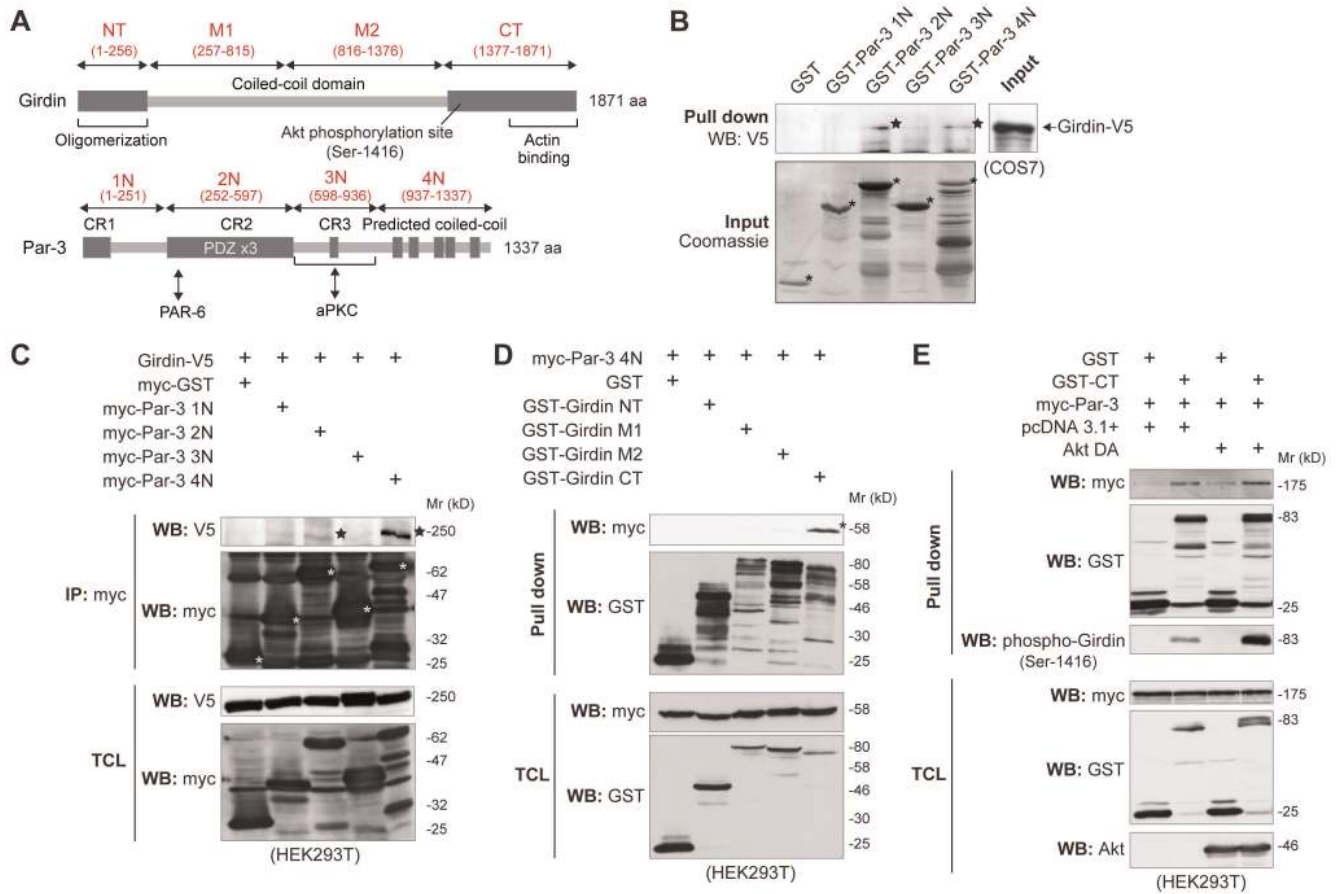 A
NT M1 M2 CT
(1-256) (257-815) (816-1376) (1377-1871)
Coiled-coil domain
Girdin 1871 aa
Oligomerization Akt phosphorylation site Actin
(Ser-1416) binding
1N 2N 3N 4N
(1-251) (252-597) (598-936) (937-1337)
CR1 CR2 CR3 Predicted coiled-coil
Par-3 PDZ x3 1337 aa
PAR-6 aPKC
B
GST GST-Par-3 1N GST-Par-3 2N GST-Par-3 3N GST-Par-3 4N Input
Pull down ★ ★ ←Girdin-V5
WB: V5
(COS7)
* * * * *
Input
Coomassie
C
Girdin-V5 + + + + +
myc-GST +
myc-Par-3 1N +
myc-Par-3 2N +
myc-Par-3 3N +
myc-Par-3 4N +
Mr (kD)
WB: V5 ★ ★ -250
IP: myc
WB: myc * * * * *
-62
-47
-32
-25
TCL
WB: V5 -250
WB: myc
-62
-47
-32
-25
(HEK293T)
D
myc-Par-3 4N + + + + +
GST +
GST-Girdin NT +
GST-Girdin M1 +
GST-Girdin M2 +
GST-Girdin CT +
Mr (kD)
Pull down
WB: myc * -58
WB: GST
-80
-58
-46
-30
-25
TCL
WB: myc -58
WB: GST
-80
-58
-46
-30
-25
(HEK293T)
E
GST + +
GST-CT + +
myc-Par-3 + + + +
pcDNA 3.1+ + +
Akt DA + +
Mr (kD)
Pull down
WB: myc -175
WB: GST
-83
-25
WB: phospho-Girdin -83
(Ser-1416)
TCL
WB: myc -175
WB: GST
-83
-25
WB: Akt -46
(HEK293T)